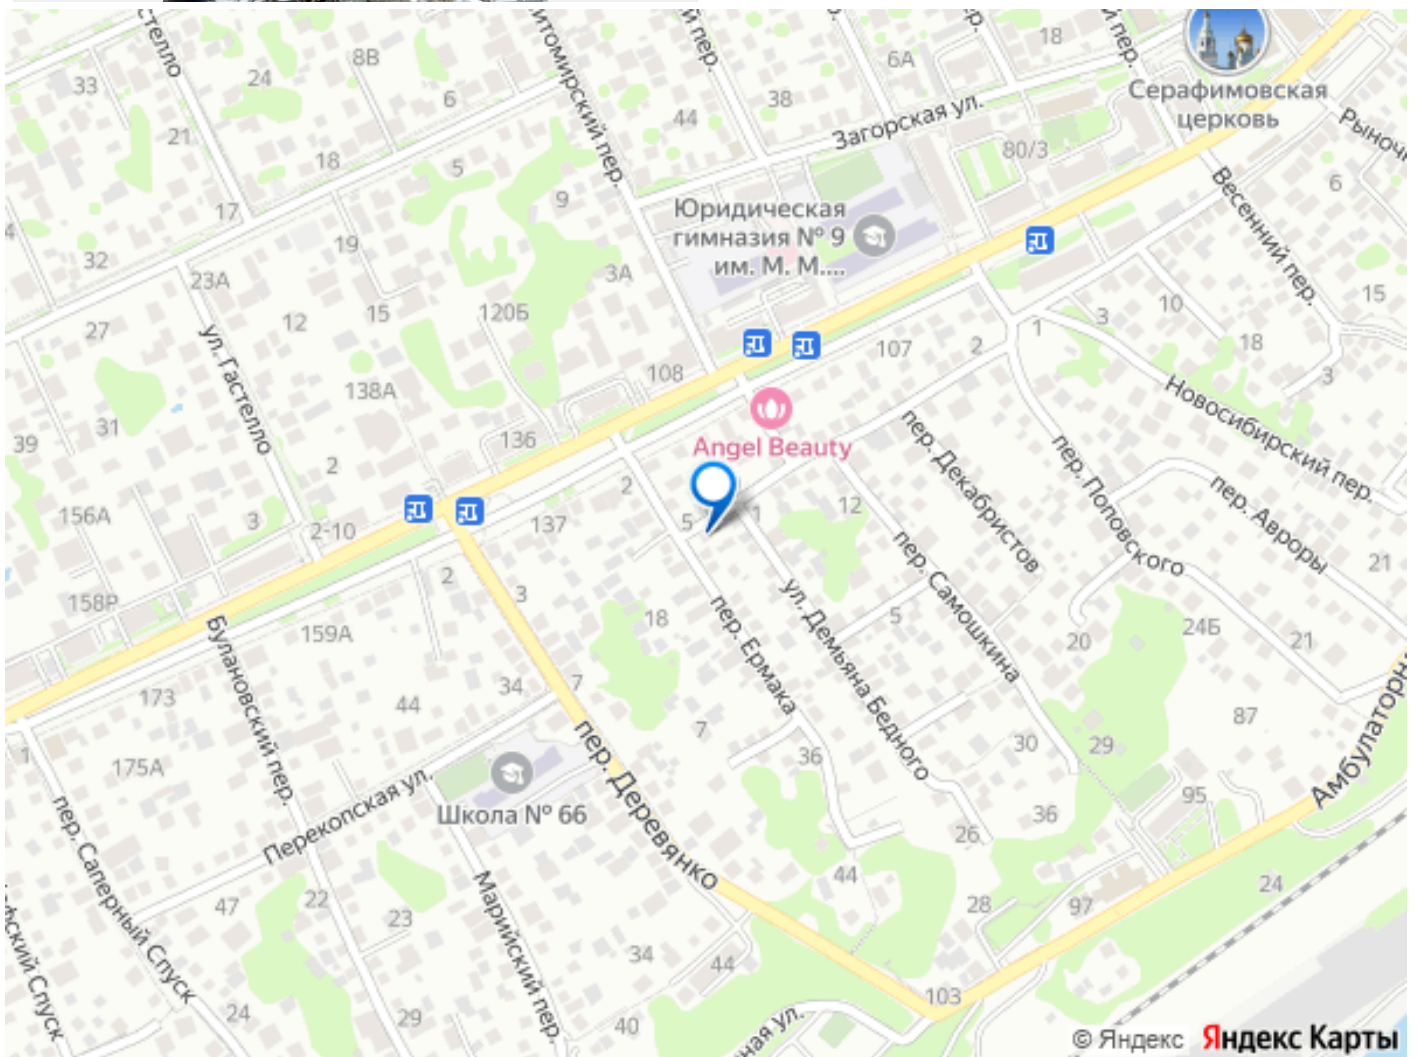 стелло
итомирский пер.
ий пер.
пер.
й пер.
8В
18
33
24
6А
6
38
44
Серафимовская
церковь
Загорская ул.
Рыночн
21
80/3
18
5
6
Весенний пер.
9
17
Юридическая
гимназия № 9
им. М. М....
4
19
32
23А
3А
15
10
3
12
15
120Б
1
27
ул. Гастелло
2
107
18
108
138А
3
Новосибирский пер.
31
39
136
Angel Beauty
пер. Декабристов
пер. Поповского
2
2
пер. Авроры
156А
3
2-10
137
5
1
12
пер. Самошкина
21
158Р
2
3
ул. Демьяна Бедного
пер. Ермака
5
18
159А
20
24Б
21
Булановский пер.
34
7
173
44
7
87
Амбулаторна
1
175А
36
30
29
пер. Деревянко
Школа № 66
Перекопская ул.
95
пер. Саперный Спуск
36
26
44
Марийский пер.
24
47
22
23
28
97
фский Спуск
34
44
103
24
29
40
ная ул.
© Яндекс Яндекс Карты